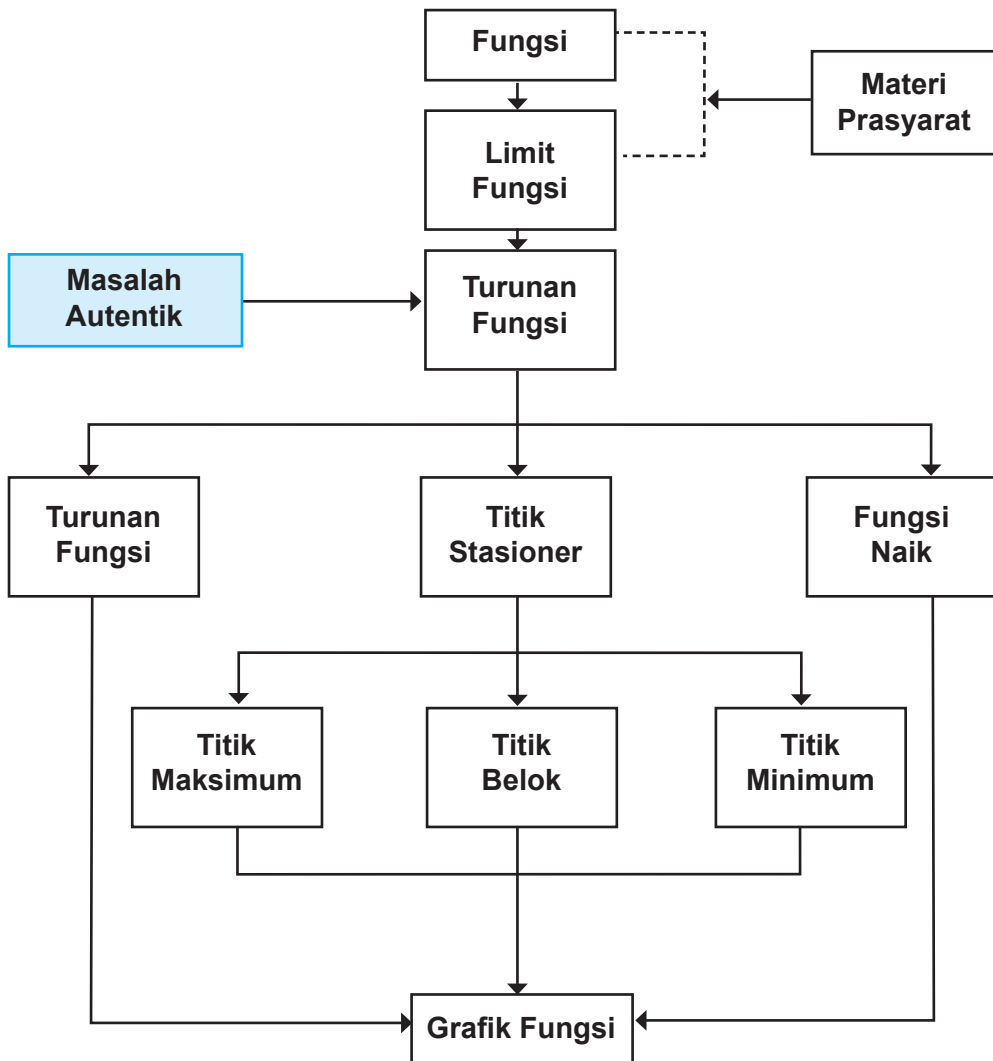 Fungsi
Materi
Prasyarat
Limit
Fungsi
Masalah
Autentik
Turunan
Fungsi
Turunan
Fungsi
Titik
Stasioner
Fungsi
Naik
Titik
Maksimum
Titik
Belok
Titik
Minimum
Grafik Fungsi